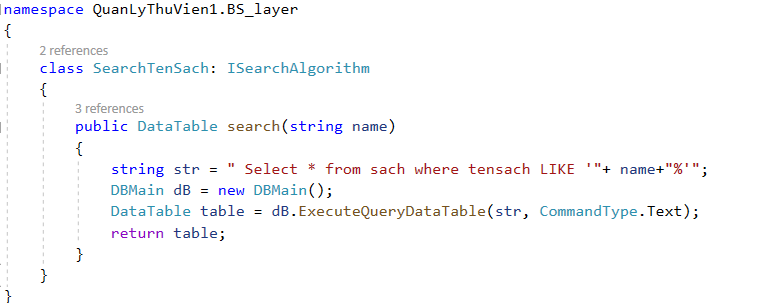 namespace QuanLyThuVien1.BS_layer
{
2 references
class SearchTenSach: ISearchAlgorithm
{
3 references
public DataTable search(string name)
{
string str = " Select * from sach where tensach LIKE '"+ name+"%'";
DBMain dB = new DBMain();
DataTable table = dB.ExecuteQueryDataTable(str, CommandType.Text);
return table;
}
}
}